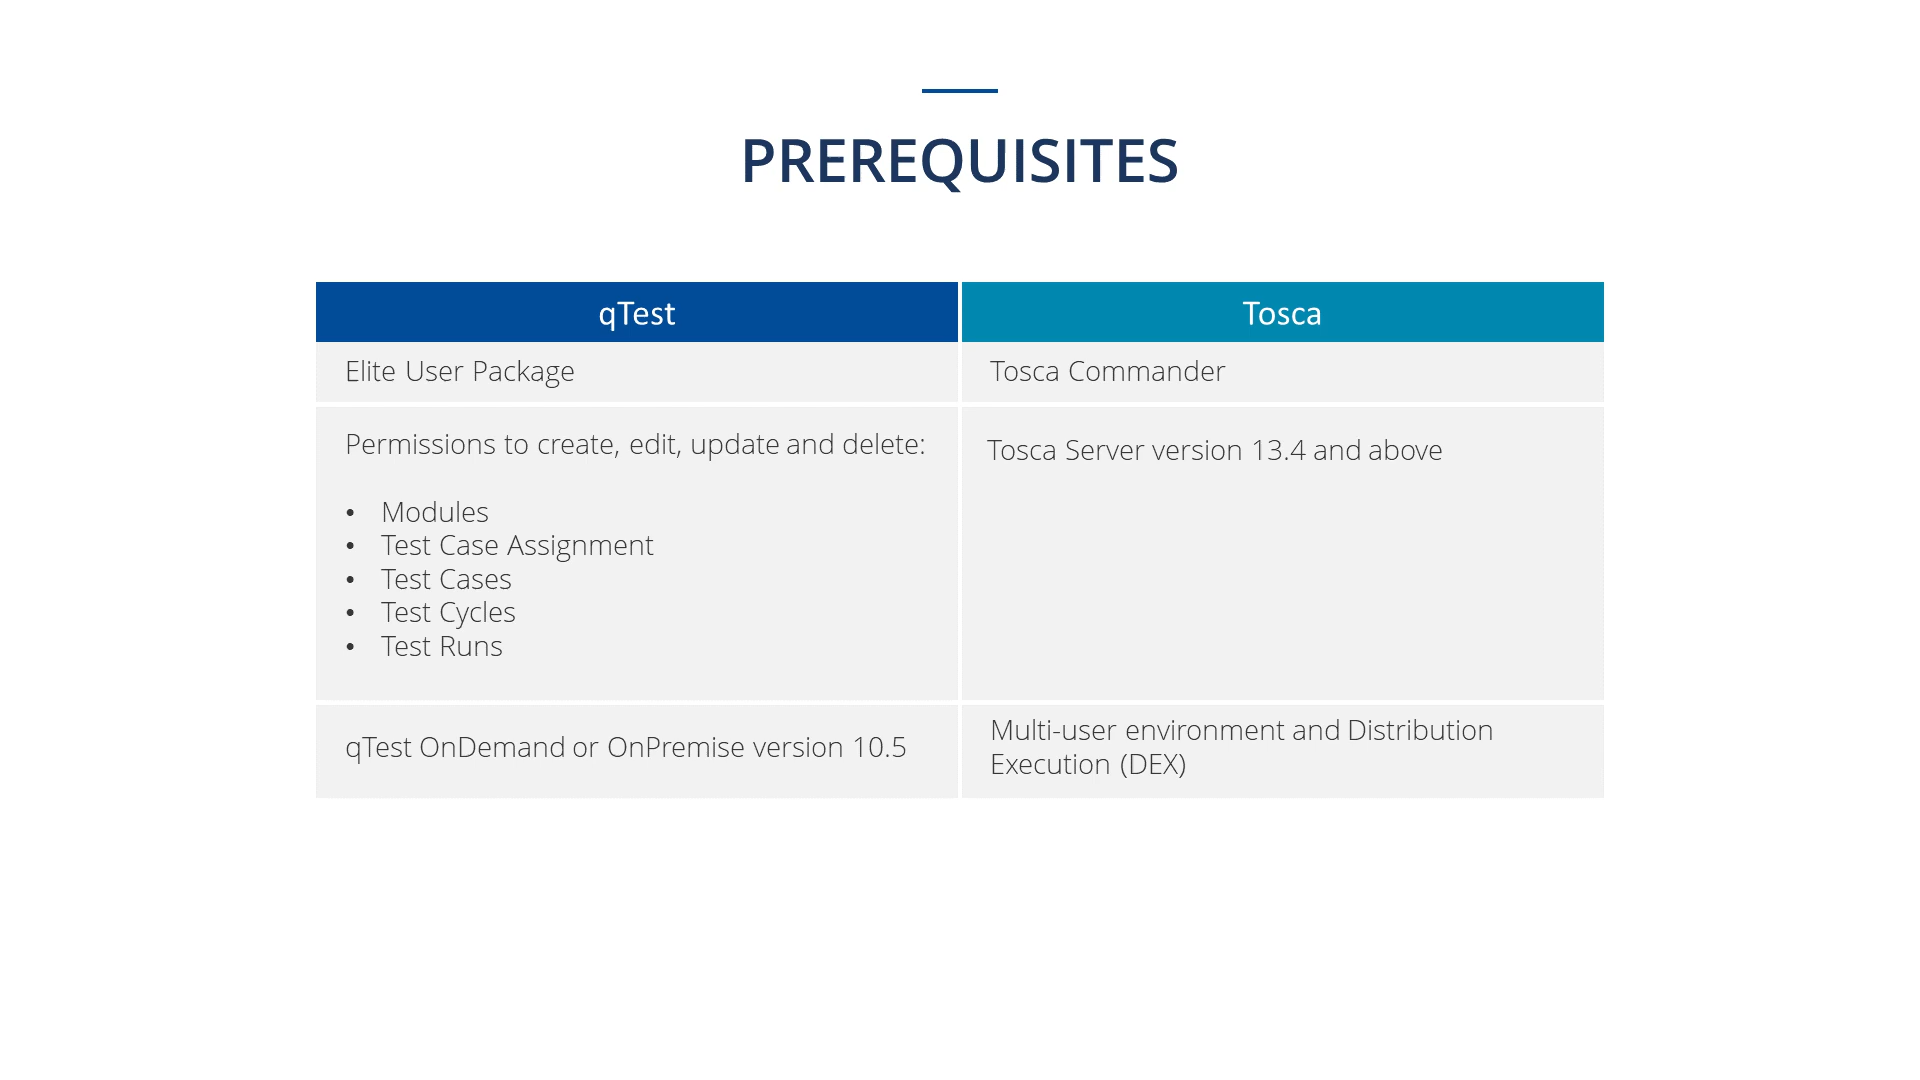 PREREQUISITES
qTest
Tosca
Elite User Package
Tosca Commander
Permissions to create, edit, update and delete:
• Modules
• Test Case Assignment
• Test Cases
• Test Cycles
• Test Runs
Tosca Server version 13.4 and above
qTest OnDemand or OnPremise version 10.5
Multi-user environment and Distribution
Execution (DEX)